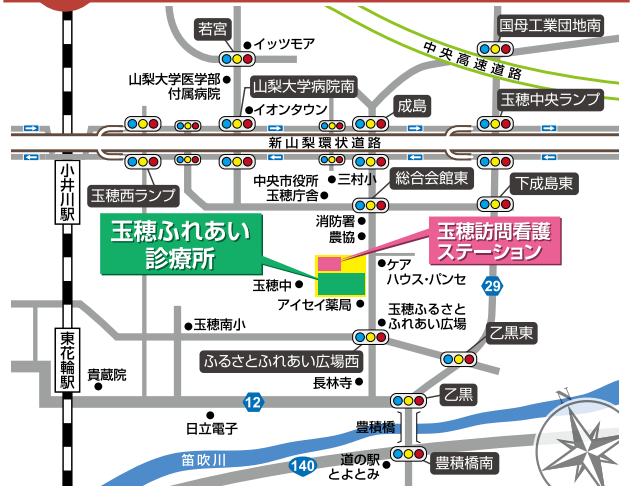 若宮
イッツモア
国母工業団地南
中央高速道路
山梨大学医学部
付属病院
山梨大学病院南
イオンタウン
成島
玉穂中央ランプ
新山梨環状道路
小井川駅
玉穂西ランプ
中央市役所
玉穂庁舎
三村小
総合会館東
下成島東
消防署
農協
玉穂ふれあい
診療所
玉穂訪問看護
ステーション
ケア
ハウス・パンセ
29
玉穂中
アイセイ薬局
玉穂ふるさと
ふれあい広場
玉穂南小
乙黒東
東花輪駅
ふるさとふれあい広場西
貴蔵院
長林寺
乙黒
12
日立電子
豊積橋
N
笛吹川
140
道の駅
とよとみ
豊積橋南